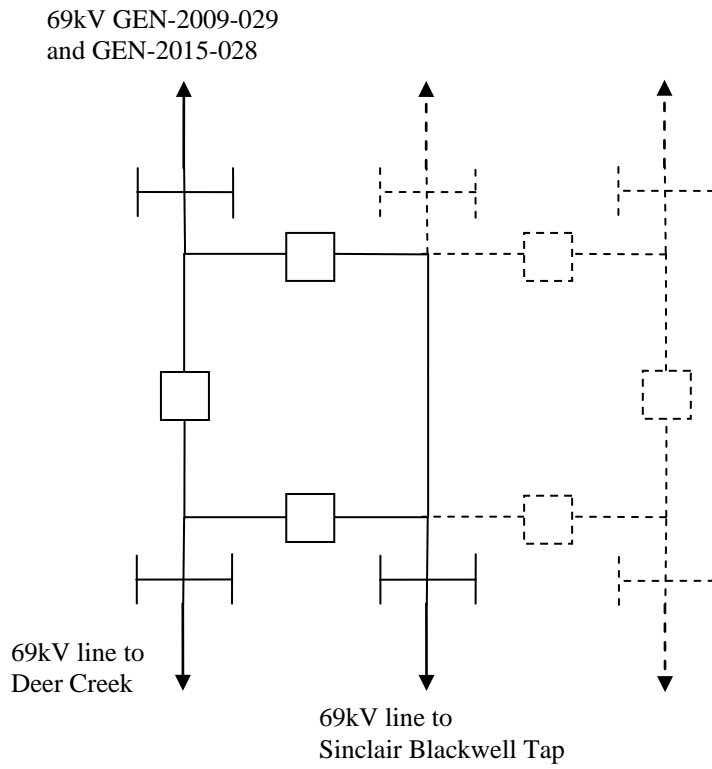 69kV GEN-2009-029
and GEN-2015-028
69kV line to
Deer Creek
69kV line to
Sinclair Blackwell Tap